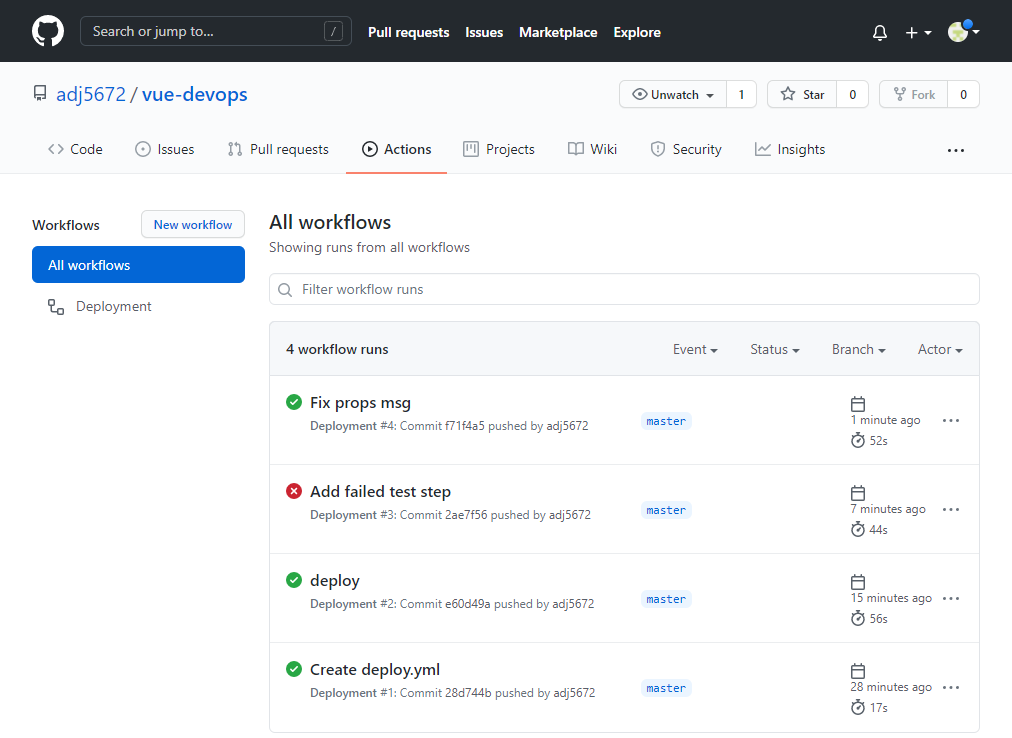 Search or jump to... /
Pull requests Issues Marketplace Explore
adj5672 / vue-devops
Unwatch 1 Star 0 Fork 0
Code Issues Pull requests Actions Projects Wiki Security Insights
Workflows
New workflow
All workflows
Deployment
All workflows
Showing runs from all workflows
Filter workflow runs
4 workflow runs
Event Status Branch Actor
Fix props msg
Deployment #4: Commit f71f4a5 pushed by adj5672
master
1 minute ago
52s
Add failed test step
Deployment #3: Commit 2ae7f56 pushed by adj5672
master
7 minutes ago
44s
deploy
Deployment #2: Commit e60d49a pushed by adj5672
master
15 minutes ago
56s
Create deploy.yml
Deployment #1: Commit 28d744b pushed by adj5672
master
28 minutes ago
17s